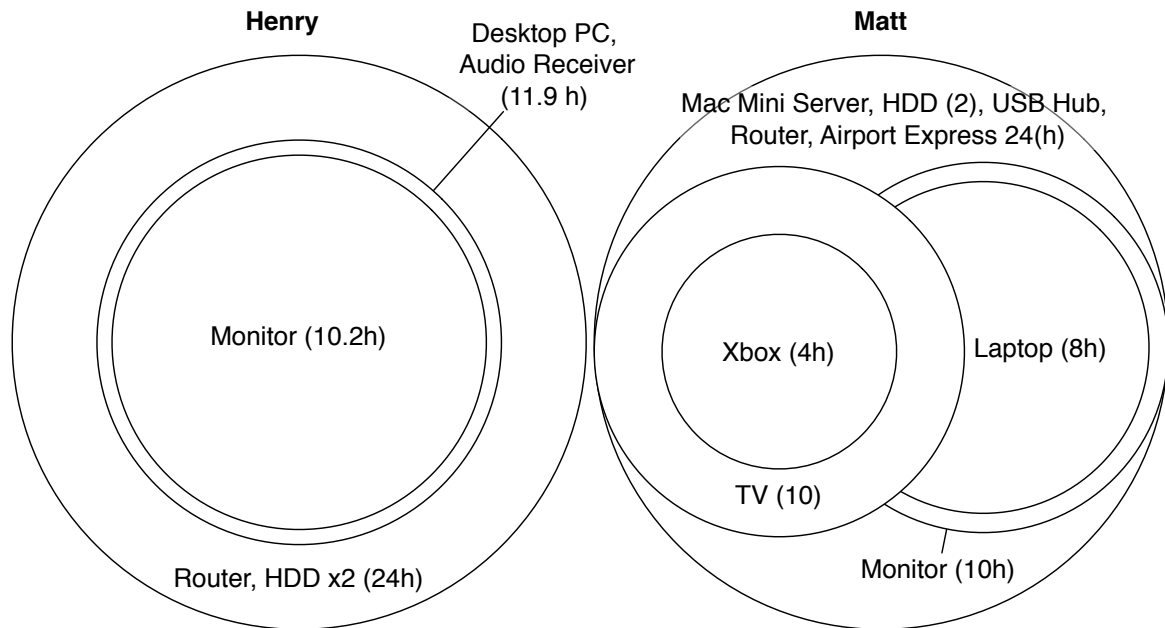 Henry
Desktop PC,
Audio Receiver
(11.9 h)
Monitor (10.2h)
Router, HDD x2 (24h)
Matt
Mac Mini Server, HDD (2), USB Hub,
Router, Airport Express 24(h)
Xbox (4h)
Laptop (8h)
TV (10)
Monitor (10h)